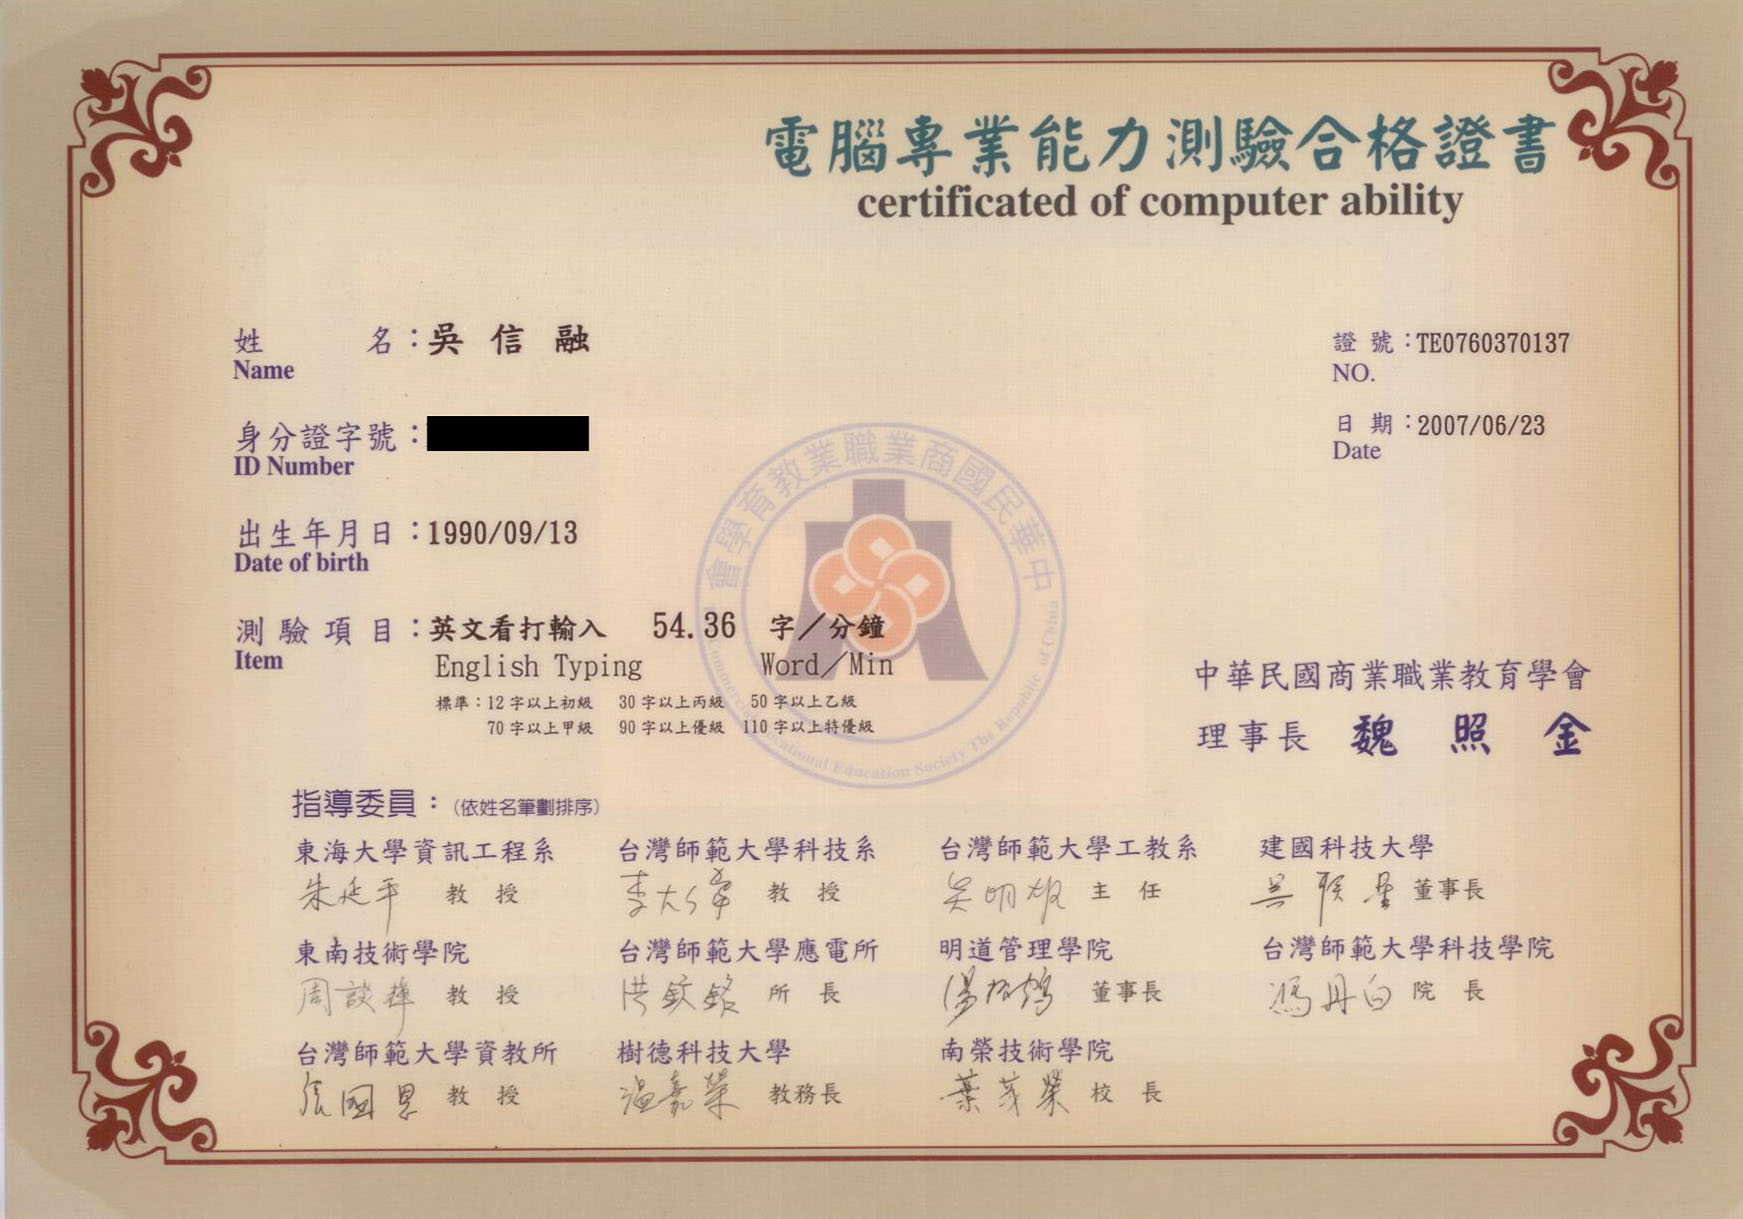 電腦專業能力測驗合格證書
certificated of computer ability
姓 名：吳信融
Name
證號：TE0760370137
NO.
身分證字號：
ID Number
日期：2007/06/23
Date
出生年月日：1990/09/13
Date of birth
測驗項目：英文看打輸入 54.36 字／分鐘
Item English Typing Word／Min
標準：12字以上初級 30字以上丙級 50字以上乙級
70字以上甲級 90字以上優級 110字以上特優級
中華民國商業職業教育學會
理事長 魏照金
中華民國商業職業教育學會
Commercial Vocational Education Society The Republic of China
指導委員：（依姓名筆劃排序）
東海大學資訊工程系 台灣師範大學科技系 台灣師範大學工教系 建國科技大學
朱延平 教授 李大偉 教授 吳明雄 主任 吳聯星 董事長
東南技術學院 台灣師範大學應電所 明道管理學院 台灣師範大學科技學院
周談輝 教授 洪欽銘 所長 董事長 馮丹白 院長
台灣師範大學資教所 樹德科技大學 南榮技術學院
張國恩 教授 溫嘉榮 教務長 葉茂榮 校長